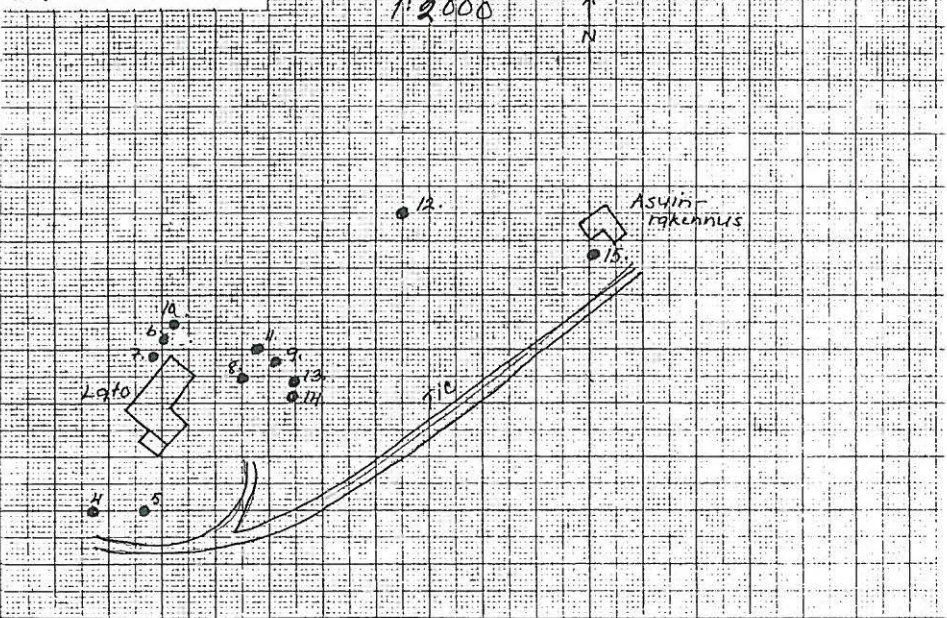 1:2000
N
12.
Asuin-
rakennus
15.
10.
6.
7.
11.
9.
8.
13.
14
Lato
TIE
4
5